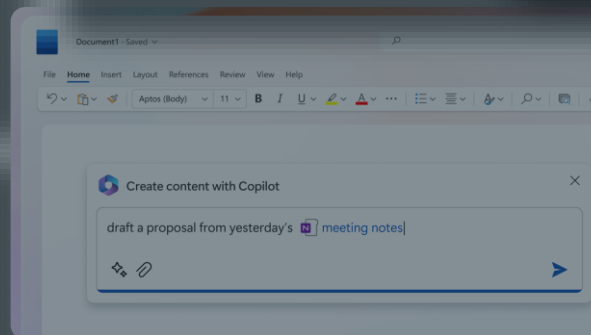 Document1 - Saved
File Home Insert Layout References Review View Help
Aptos (Body) 11 B I U A
Create content with Copilot
draft a proposal from yesterday's N meeting notes